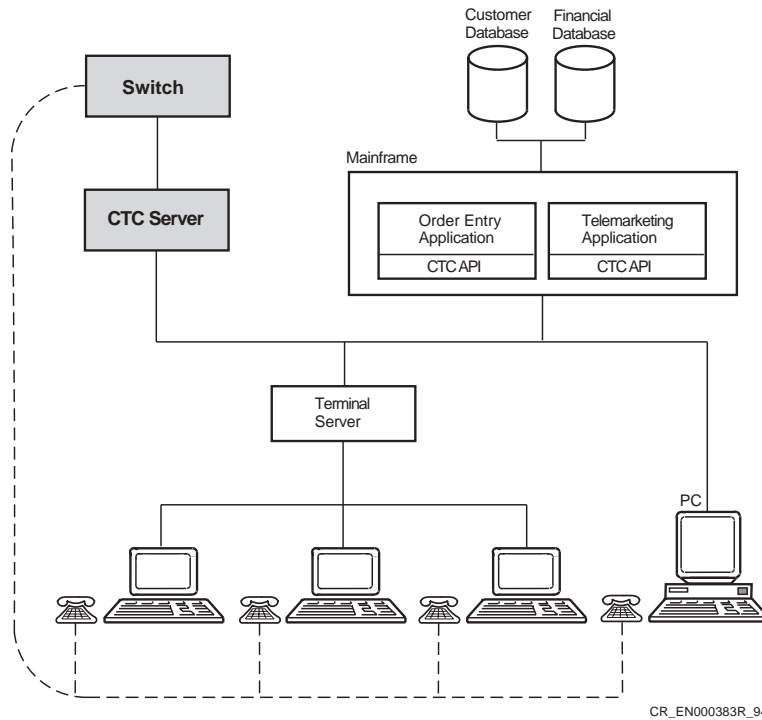 Customer
Database
Financial
Database
Switch
Mainframe
CTC Server
Order Entry
Application
CTC API
Telemarketing
Application
CTC API
Terminal
Server
PC
CR_EN000383R_94